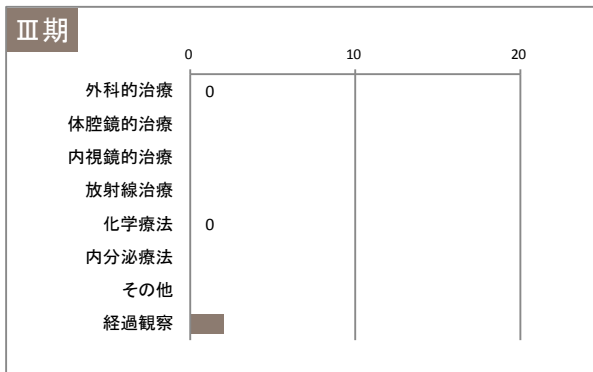 Ⅲ期
0 10 20
外科的治療 0
体腔鏡的治療
内視鏡的治療
放射線治療
化学療法 0
内分泌療法
その他
経過観察